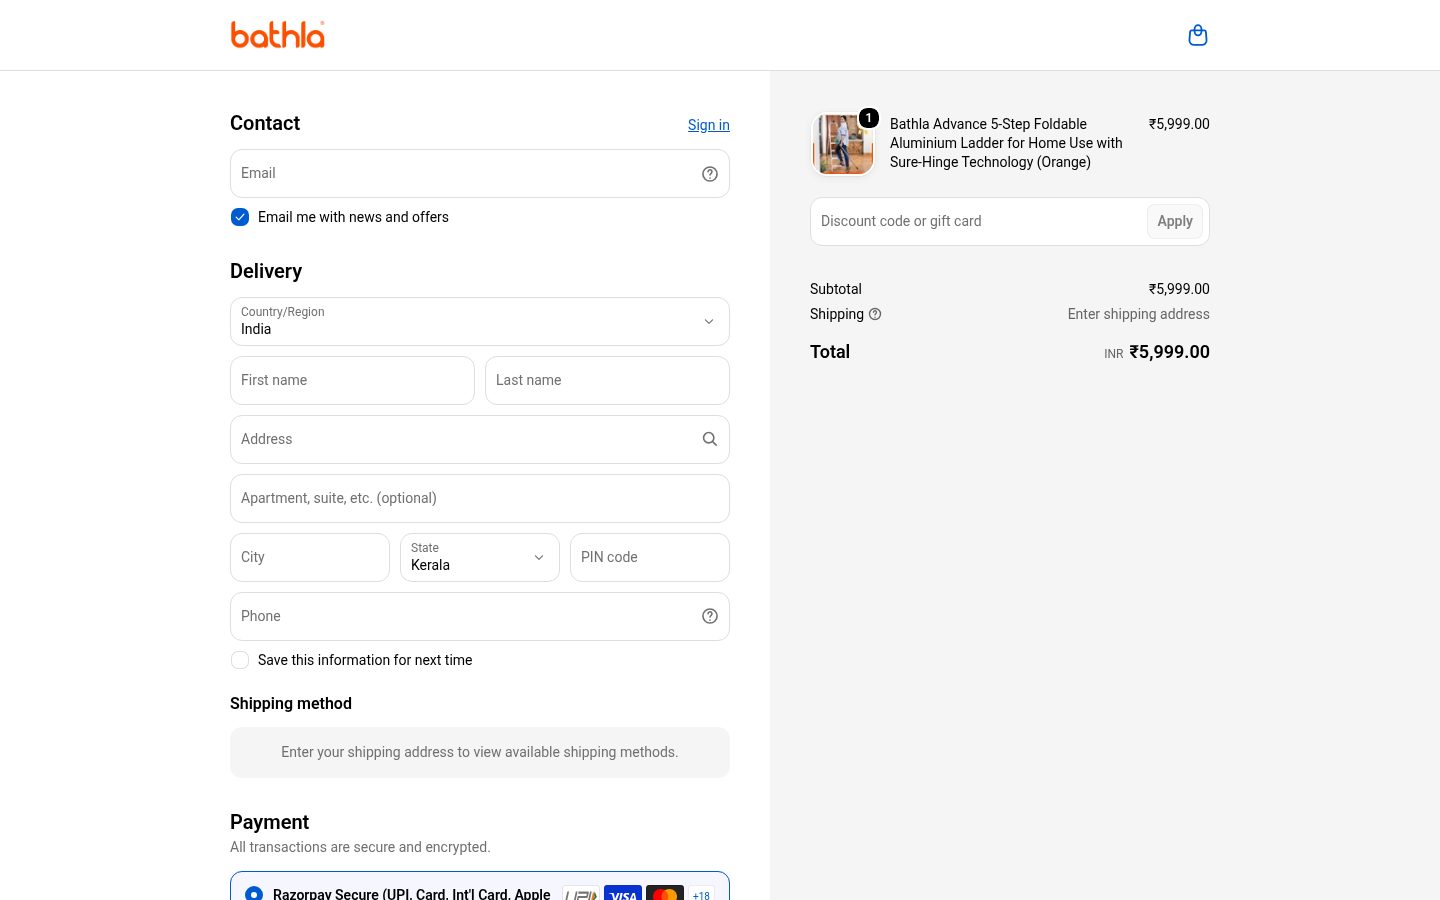 bathla
Contact
Sign in
Email
Email me with news and offers
Delivery
Country/Region
India
First name
Last name
Address
Apartment, suite, etc. (optional)
City
State
Kerala
PIN code
Phone
Save this information for next time
Shipping method
Enter your shipping address to view available shipping methods.
Payment
All transactions are secure and encrypted.
Razorpay Secure (UPI, Card, Int'l Card, Apple
UPI
VISA
+18
1
Bathla Advance 5-Step Foldable
Aluminium Ladder for Home Use with
Sure-Hinge Technology (Orange)
₹5,999.00
Discount code or gift card
Apply
Subtotal
₹5,999.00
Shipping
Enter shipping address
Total
INR ₹5,999.00